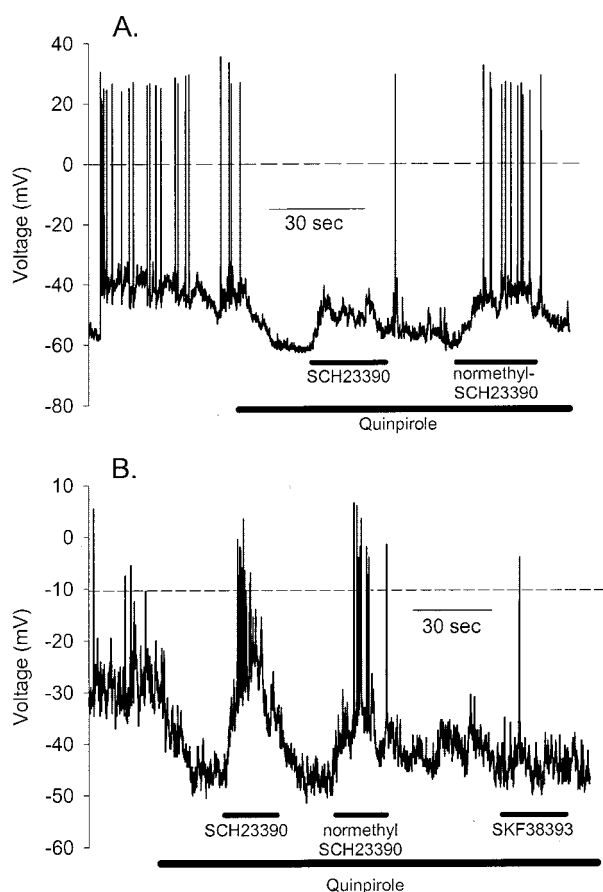 A.
40
20
0
-20
-40
-60
-80
Voltage (mV)
30 sec
SCH23390
normethyl-
SCH23390
Quinpirole
B.
10
0
-10
-20
-30
-40
-50
-60
Voltage (mV)
30 sec
SCH23390
normethyl
SCH23390
SKF38393
Quinpirole